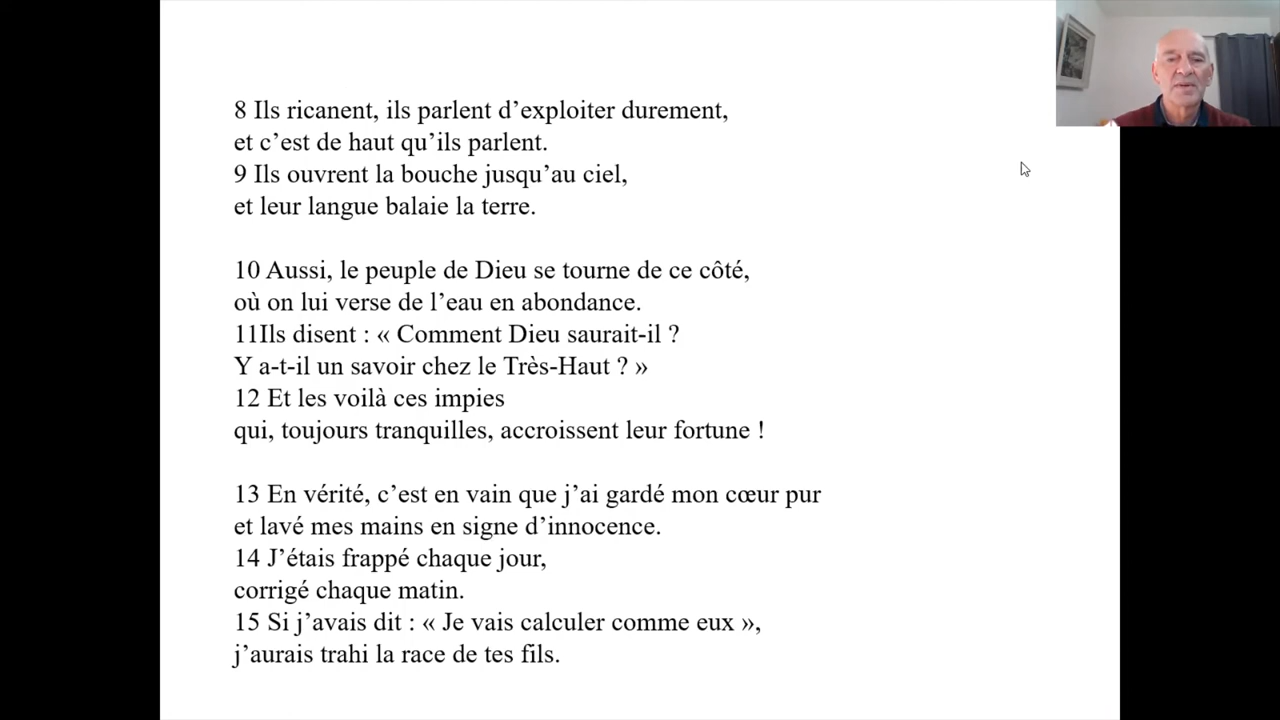 8 Ils ricanent, ils parlent d’exploiter durement,
et c’est de haut qu’ils parlent.
9 Ils ouvrent la bouche jusqu’au ciel,
et leur langue balaie la terre.
10 Aussi, le peuple de Dieu se tourne de ce côté,
où on lui verse de l’eau en abondance.
11Ils disent : « Comment Dieu saurait-il ?
Y a-t-il un savoir chez le Très-Haut ? »
12 Et les voilà ces impies
qui, toujours tranquilles, accroissent leur fortune !
13 En vérité, c’est en vain que j’ai gardé mon cœur pur
et lavé mes mains en signe d’innocence.
14 J’étais frappé chaque jour,
corrigé chaque matin.
15 Si j’avais dit : « Je vais calculer comme eux »,
j’aurais trahi la race de tes fils.